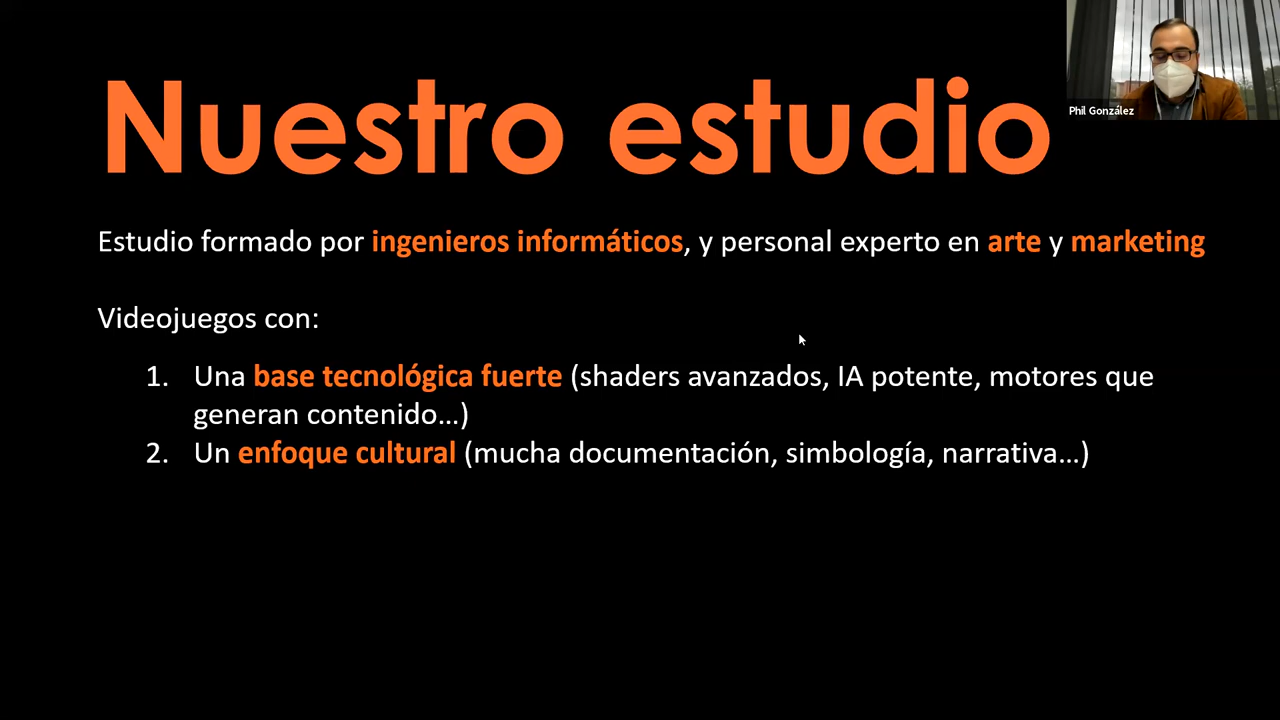 Nuestro estudio
Phil González
Estudio formado por ingenieros informáticos, y personal experto en arte y marketing
Videojuegos con:
1. Una base tecnológica fuerte (shaders avanzados, IA potente, motores que
generan contenido...)
2. Un enfoque cultural (mucha documentación, simbología, narrativa...)